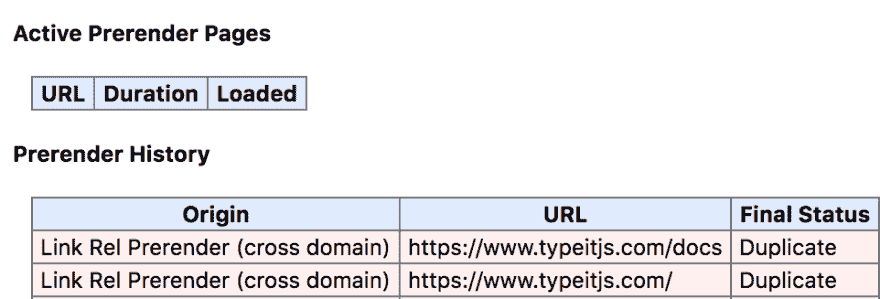 Active Prerender Pages
URL Duration Loaded
Prerender History
Origin URL Final Status
Link Rel Prerender (cross domain) https://www.typeitjs.com/docs Duplicate
Link Rel Prerender (cross domain) https://www.typeitjs.com/ Duplicate